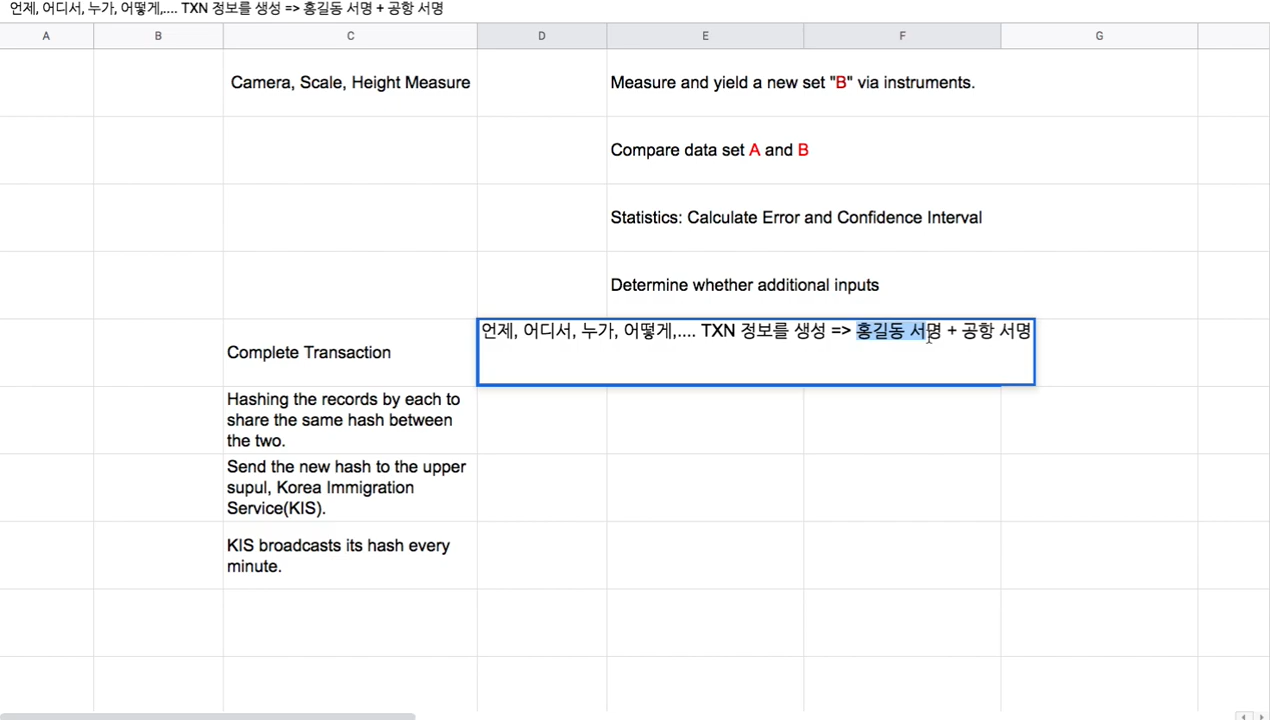 언제, 어디서, 누가, 어떻게,.... TXN 정보를 생성 => 홍길동 서명 + 공항 서명
A B C D E F G
Camera, Scale, Height Measure
Measure and yield a new set "B" via instruments.
Compare data set A and B
Statistics: Calculate Error and Confidence Interval
Determine whether additional inputs
Complete Transaction
언제, 어디서, 누가, 어떻게,.... TXN 정보를 생성 => 홍길동 서명 + 공항 서명
Hashing the records by each to
share the same hash between
the two.
Send the new hash to the upper
supul, Korea Immigration
Service(KIS).
KIS broadcasts its hash every
minute.